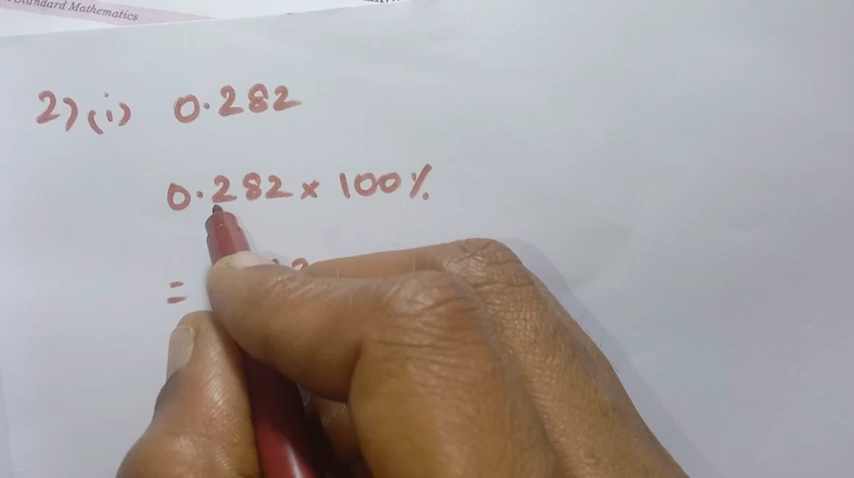 Standard Mathematics
2) (i) 0.282
0.282 × 100%
=